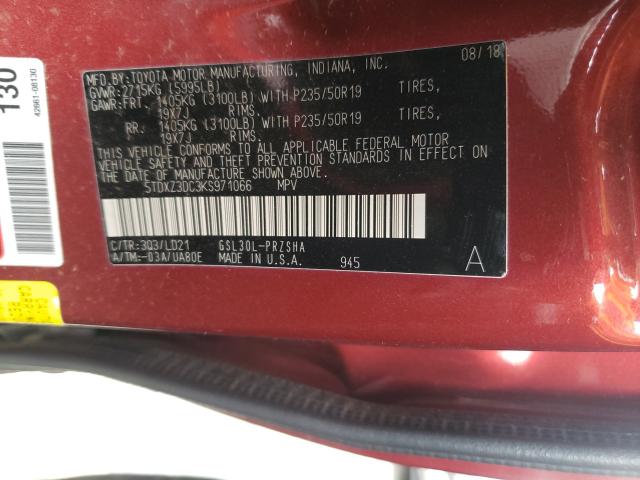 MFD. BY: TOYOTA MOTOR MANUFACTURING, INDIANA, INC. 08/18
GVWR: 2715KG (5995LB)
GAWR: FRT. 1405KG (3100LB) WITH P235/50R19 TIRES,
19X7J RIMS
RR. 1405KG (3100LB) WITH P235/50R19 TIRES,
19X7J RIMS.
THIS VEHICLE CONFORMS TO ALL APPLICABLE FEDERAL MOTOR
VEHICLE SAFETY AND THEFT PREVENTION STANDARDS IN EFFECT ON
THE DATE OF MANUFACTURE SHOWN ABOVE.
5TDXZ3DC3KS971066 MPV
C/TR: 303/LD21 GSL30L-PRZSHA
A/TM:-03A/UA80E MADE IN U.S.A. 945 A
130
42661-08130